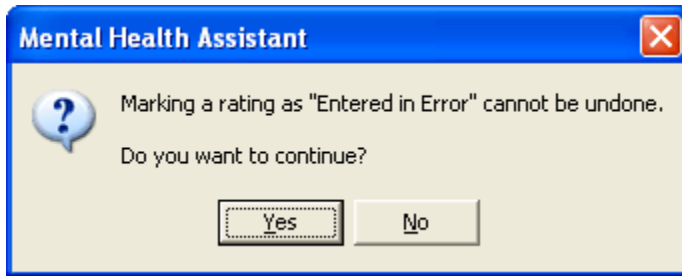 Mental Health Assistant
Marking a rating as "Entered in Error" cannot be undone.
Do you want to continue?
Yes No